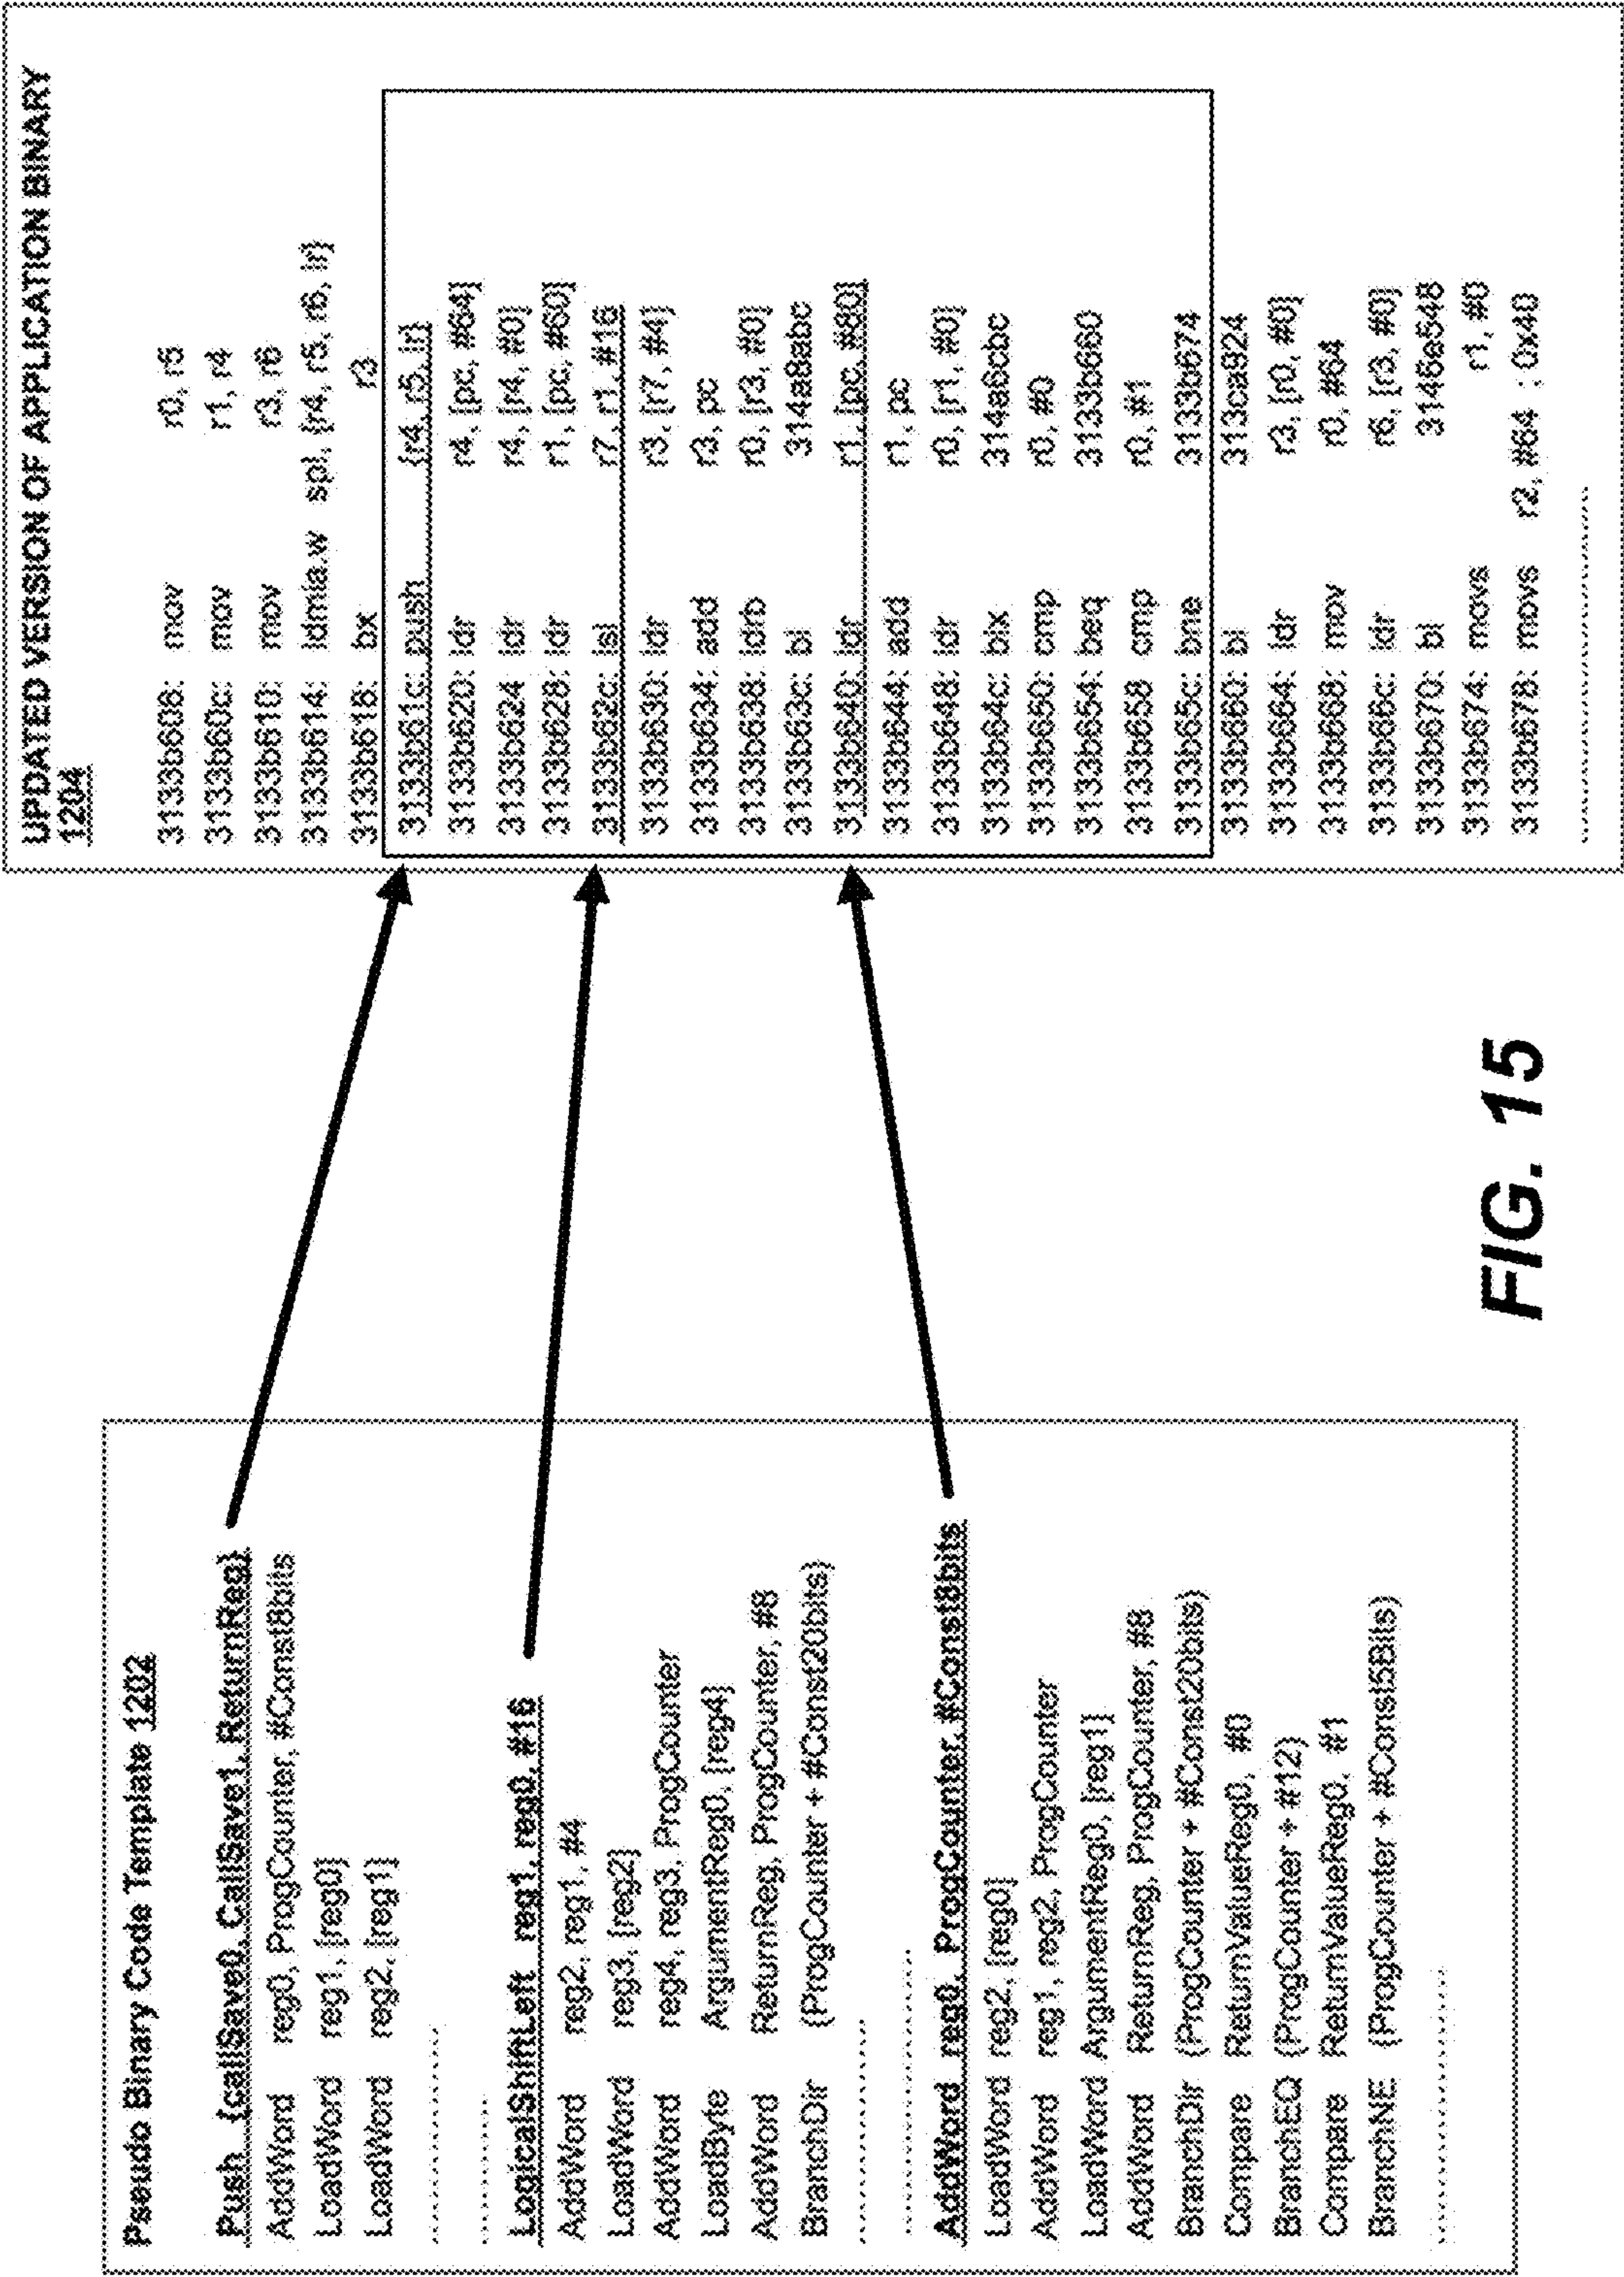 Pseudo Binary Code Template 1202
Push {callSave0, CallSave1, ReturnReg}
AddWord reg0, ProgCounter, #Const8bits
LoadWord reg1, [reg0]
LoadWord reg2, [reg1]
LogicalShiftLeft reg1, reg0, #16
AddWord reg2, reg1, #4
LoadWord reg3, [reg2]
AddWord reg4, reg3, ProgCounter
LoadByte ArgumentReg0, [reg4]
AddWord ReturnReg, ProgCounter, #8
BranchDir {ProgCounter + #Const20bits}
AddWord reg0, ProgCounter, #Const8bits
LoadWord reg2, [reg0]
AddWord reg1, reg2, ProgCounter
LoadWord ArgumentReg0, [reg1]
AddWord ReturnReg, ProgCounter, #8
BranchDir {ProgCounter + #Const20bits}
Compare ReturnValueReg0, #0
BranchEQ {ProgCounter + #12}
Compare ReturnValueReg0, #1
BranchNE {ProgCounter + #Const5Bits}
UPDATED VERSION OF APPLICATION BINARY
1204
3133b608: mov r0, r5
3133b60c: mov r1, r4
3133b610: mov r3, r6
3133b614: ldmia.w sp!, {r4, r5, r6, lr}
3133b618: bx r3
3133b61c: push {r4, r5, lr}
3133b620: ldr r4, [pc, #64]
3133b624 ldr r4, [r4, #0]
3133b628: ldr r1, [pc, #60]
3133b62c: lsl r7, r1, #16
3133b630: ldr r3, [r7, #4]
3133b634: add r3, pc
3133b638: ldrb r0, [r3, #0]
3133b63c: bl 314a8abc
3133b640: ldr r1, [pc, #80]
3133b644: add r1, pc
3133b648: ldr r0, [r1, #0]
3133b64c: blx 314a6cbc
3133b650: cmp r0, #0
3133b654: beq 3133b660
3133b658 cmp r0, #1
3133b65c: bne 3133b674
3133b660: bl 313ca924
3133b664: ldr r3, [r0, #0]
3133b668: mov r0, #64
3133b66c: ldr r6, [r3, #0]
3133b670: bl 3146e548
3133b674: movs r1, #0
3133b678: movs r2, #64 ; 0x40
FIG. 15